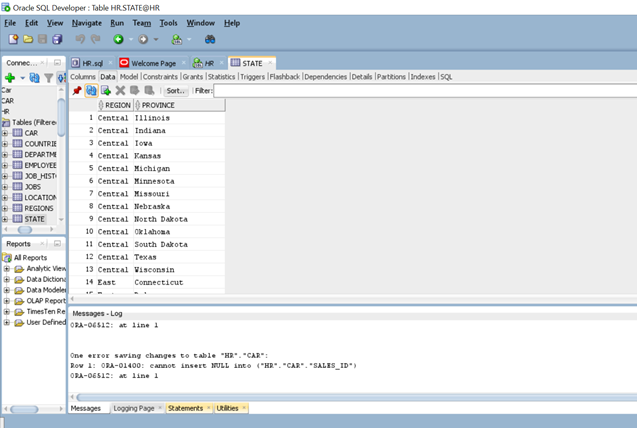 Oracle SQL Developer : Table HR.STATE@HR
File Edit View Navigate Run Team Tools Window Help
Connec...
HR.sql
Welcome Page
HR
STATE
Columns Data Model Constraints Grants Statistics Triggers Flashback Dependencies Details Partitions Indexes SQL
Sort.. Filter:
Car
CAR
HR
Tables (Filtere
CAR
COUNTRIE
DEPARTM
EMPLOYEE
JOB_HIST
JOBS
LOCATION
REGIONS
STATE
REGION PROVINCE
1 Central Illinois
2 Central Indiana
3 Central Iowa
4 Central Kansas
5 Central Michigan
6 Central Minnesota
7 Central Missouri
8 Central Nebraska
9 Central North Dakota
10 Central Oklahoma
11 Central South Dakota
12 Central Texas
13 Central Wisconsin
14 East Connecticut
Reports
All Reports
Analytic View
Data Dictiona
Data Modeler
OLAP Report
TimesTen Re
User Defined
Messages - Log
ORA-06512: at line 1
One error saving changes to table "HR"."CAR":
Row 1: ORA-01400: cannot insert NULL into ("HR"."CAR"."SALES_ID")
ORA-06512: at line 1
Messages Logging Page Statements Utilities